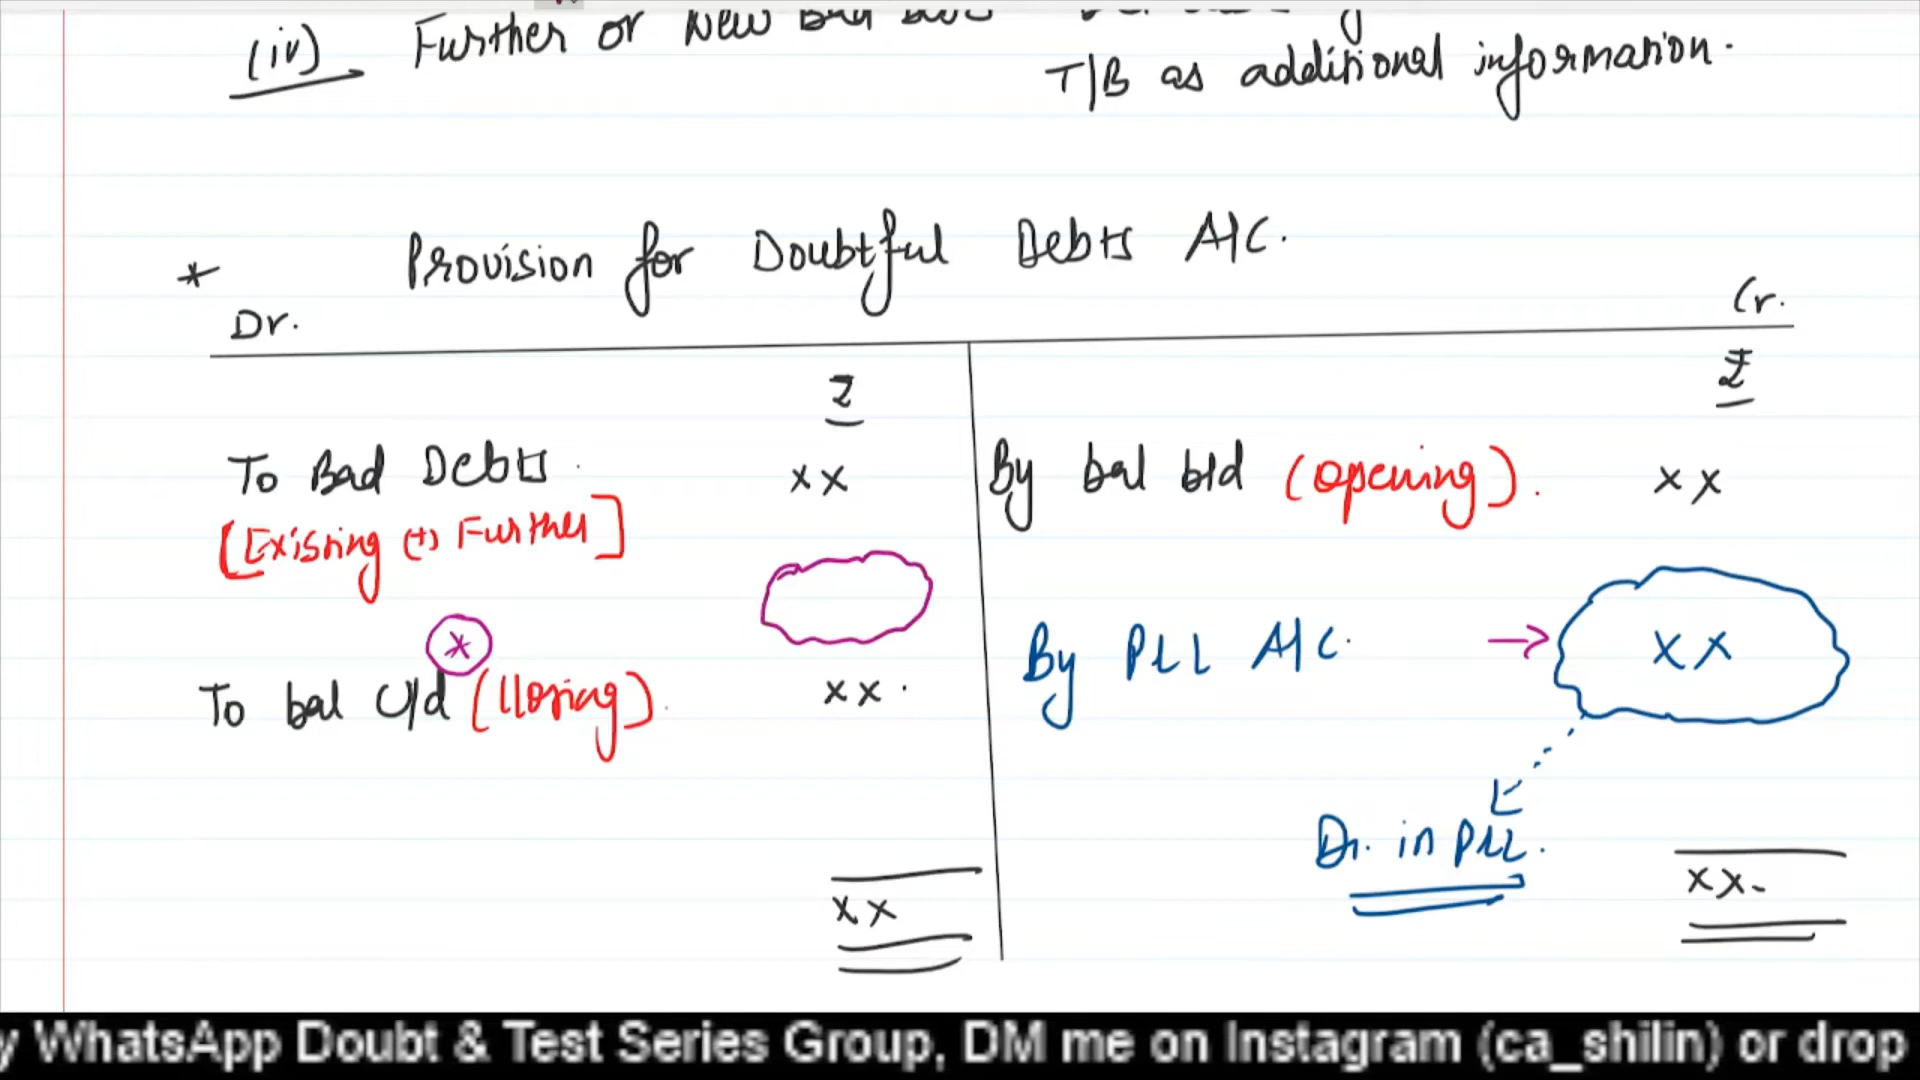 (iv) Further or New Bad
T/B as additional information.
* Provision for Doubtful Debts A/C.
Dr. Cr.
₹ ₹
To Bad Debts. xx By bal b/d (opening). xx
[Existing (+) Further]
* By P&L A/C. → xx
To bal c/d (closing). xx.
Dr. in P&L.
xx xx.
y WhatsApp Doubt & Test Series Group, DM me on Instagram (ca_shilin) or drop